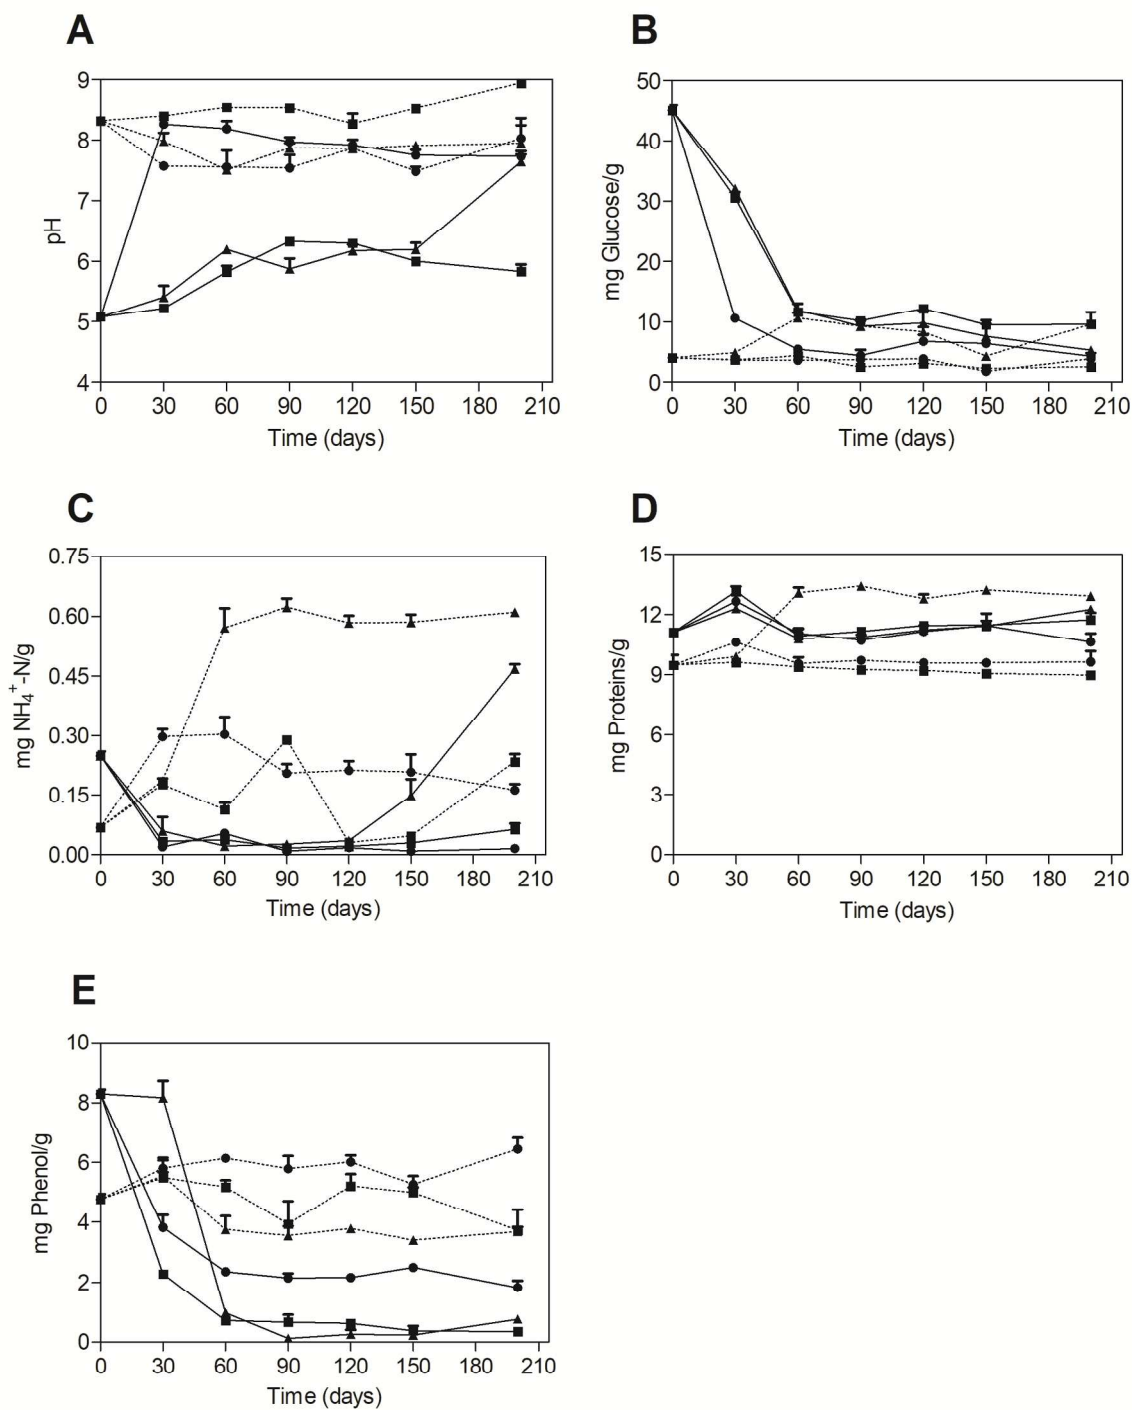 A
9
8
7
6
5
4
pH
0 30 60 90 120 150 180 210
Time (days)
B
50
40
30
20
10
0
mg Glucose/g
0 30 60 90 120 150 180 210
Time (days)
C
0.75
0.60
0.45
0.30
0.15
0.00
mg NH4+-N/g
0 30 60 90 120 150 180 210
Time (days)
D
15
12
9
6
3
0
mg Proteins/g
0 30 60 90 120 150 180 210
Time (days)
E
10
8
6
4
2
0
mg Phenol/g
0 30 60 90 120 150 180 210
Time (days)